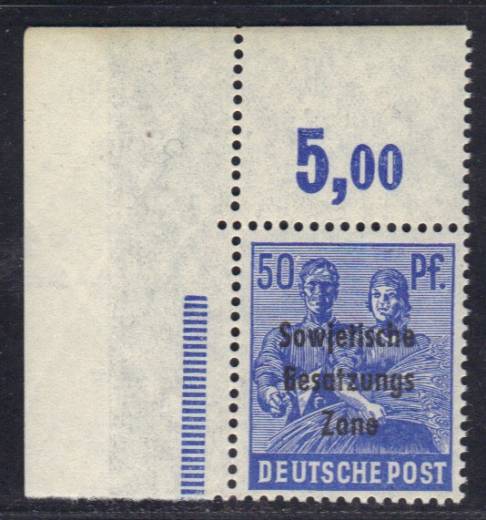 5,00
50 Pf.
Sowjetische
Besatzungs
Zone
DEUTSCHE POST